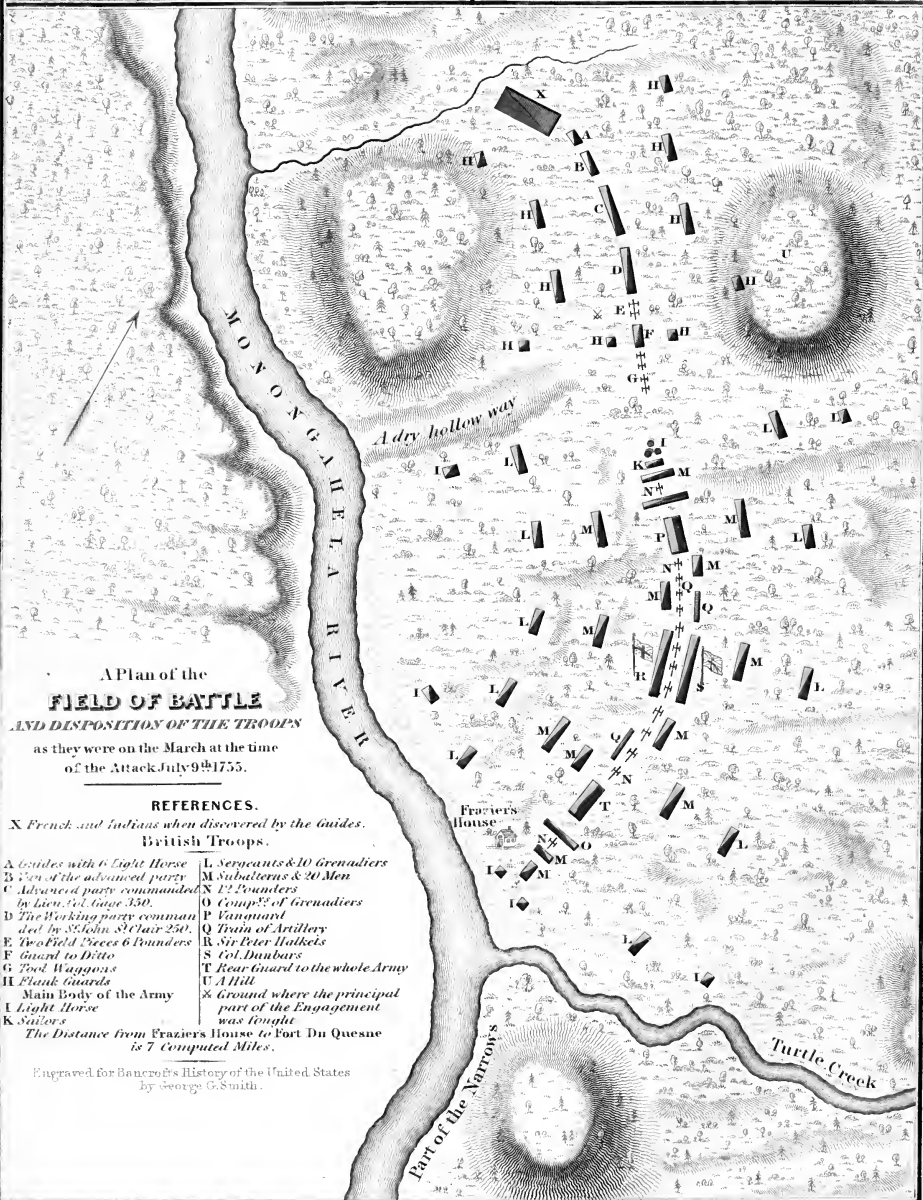 X
A
B
C
D
E
F
G
H
H
H
H
H
H
H
H
H
H
U
MONONGAHELA RIVER
A dry hollow way
L
L
I
L
I
K
M
N
L
M
P
M
L
N
M
Q
M
Q
L
M
R
S
M
L
I
L
M
M
Q
M
L
N
T
M
Frazier's
House
N
O
M
M
L
I
I
L
I
Turtle Creek
Part of the Narrows
A Plan of the
FIELD OF BATTLE
AND DISPOSITION OF THE TROOPS
as they were on the March at the time
of the Attack July 9th 1755.
REFERENCES.
X French and Indians when discovered by the Guides.
British Troops.
A Guides with 6 Light Horse
B Van of the advanced party
C Advanced party commanded
by Lieu. Col. Gage 350.
D The Working party comman
ded by Sr. John St Clair 250.
E Two Field Pieces 6 Pounders
F Guard to Ditto
G Tool Waggons
H Flank Guards
Main Body of the Army
I Light Horse
K Sailors
L Sergeants & 10 Grenadiers
M Subalterns & 20 Men
N 12 Pounders
O Compy. of Grenadiers
P Vanguard
Q Train of Artillery
R Sir Peter Halkets
S Col. Dunbars
T Rear Guard to the whole Army
U A Hill
Ground where the principal
part of the Engagement
was fought
The Distance from Frazier's House to Fort Du Quesne
is 7 Computed Miles.
Engraved for Bancroft's History of the United States
by George G. Smith.